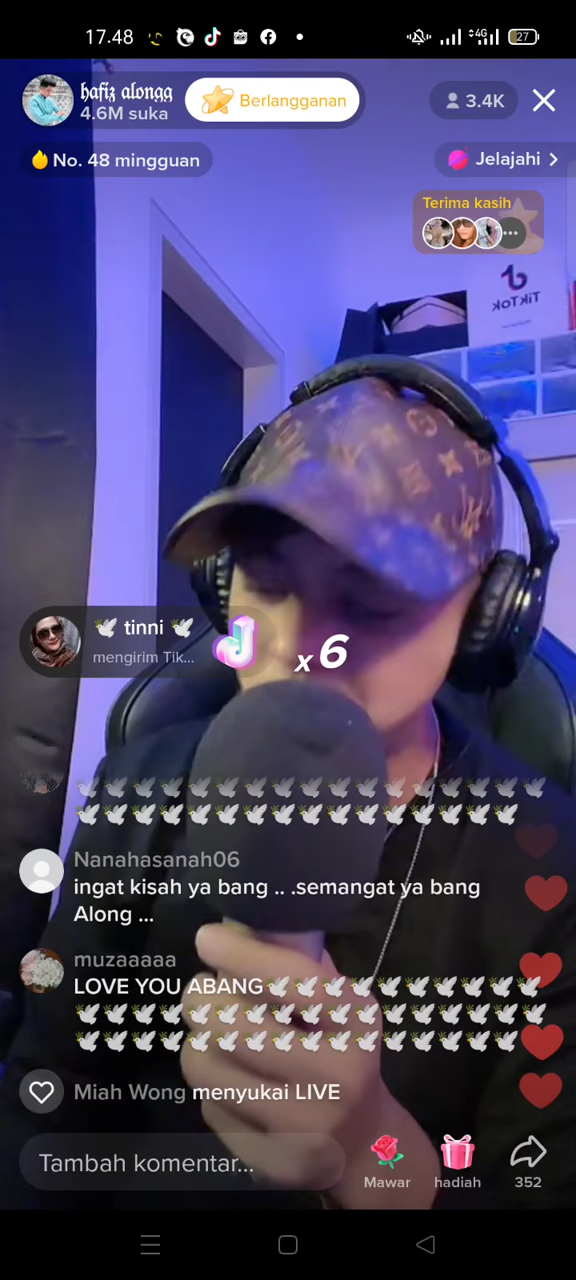 17.48
4G
27
hafiz alongg
4.6M suka
Berlangganan
3.4K
No. 48 mingguan
Jelajahi >
Terima kasih
TikTok
tinni
mengirim Tik...
x 6
Nanahasanah06
ingat kisah ya bang .. .semangat ya bang
Along ...
muzaaaaa
LOVE YOU ABANG
Miah Wong menyukai LIVE
Tambah komentar...
Mawar
hadiah
352